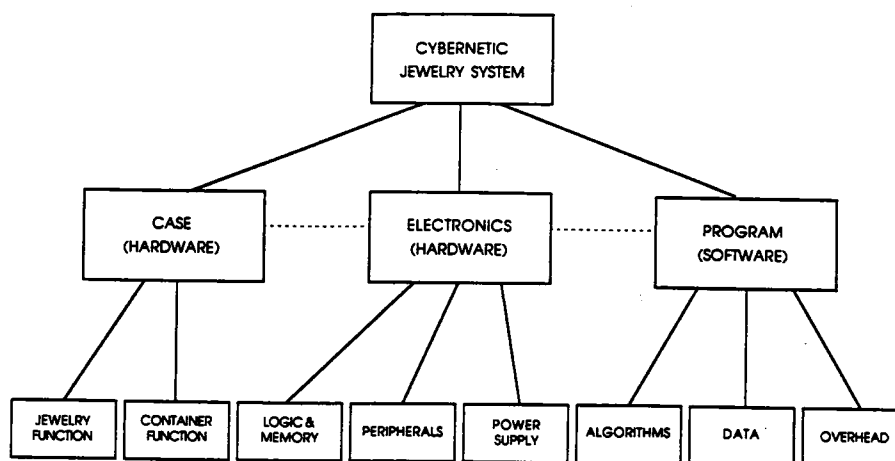 CYBERNETIC
JEWELRY SYSTEM
CASE
(HARDWARE)
ELECTRONICS
(HARDWARE)
PROGRAM
(SOFTWARE)
JEWELRY
FUNCTION
CONTAINER
FUNCTION
LOGIC &
MEMORY
PERIPHERALS
POWER
SUPPLY
ALGORITHMS
DATA
OVERHEAD